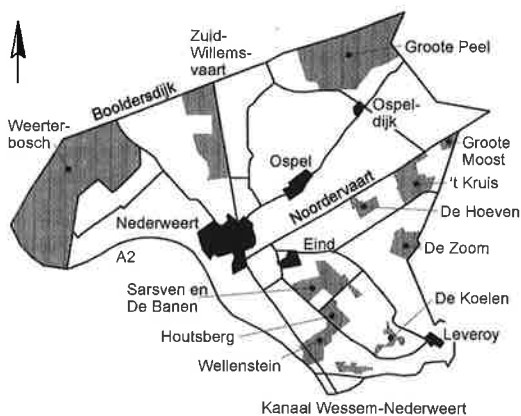 Zuid-
Willems-
vaart
Groote Peel
Booldersdijk
Weerter-
bosch
Ospel-
dijk
Groote
Moost
Ospel
't Kruis
Noordervaart
De Hoeven
Nederweert
Eind
De Zoom
A2
Sarsven en
De Banen
De Koelen
Houtsberg
Leveroy
Wellenstein
Kanaal Wessem-Nederweert